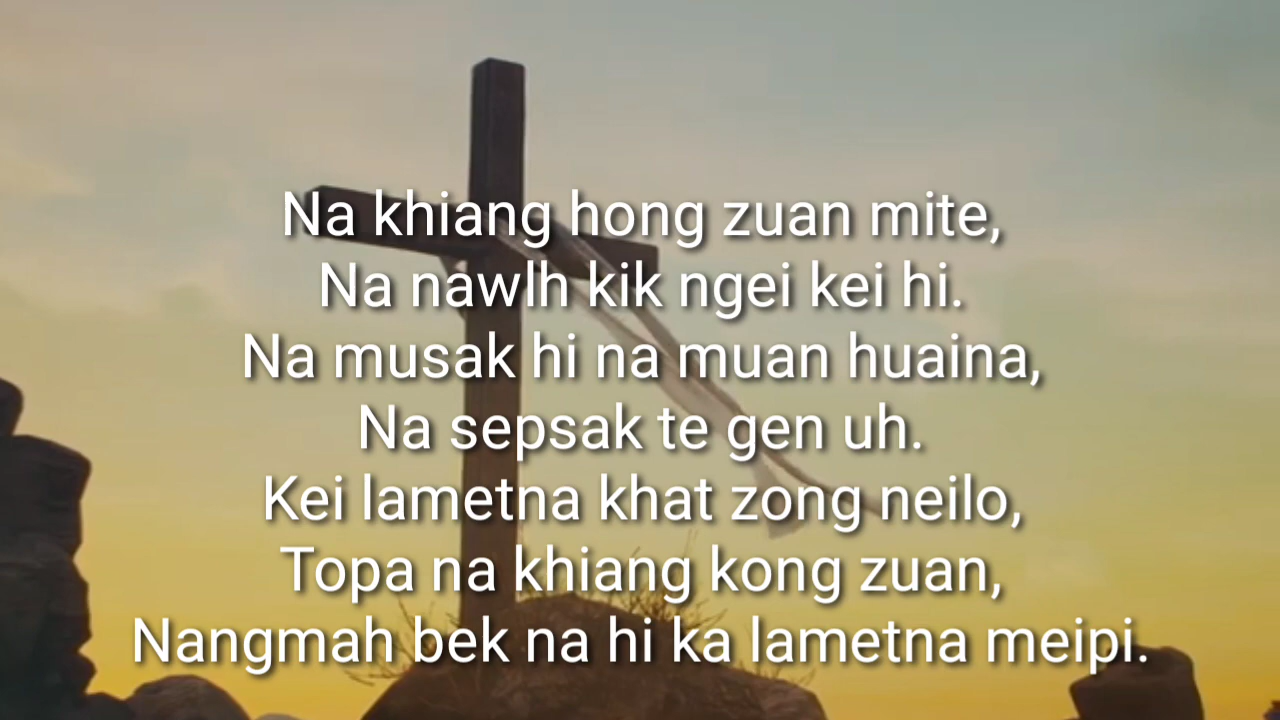 Na khiang hong zuan mite,
Na nawlh kik ngei kei hi.
Na musak hi na muan huaina,
Na sepsak te gen uh.
Kei lametna khat zong neilo,
Topa na khiang kong zuan,
Nangmah bek na hi ka lametna meipi.